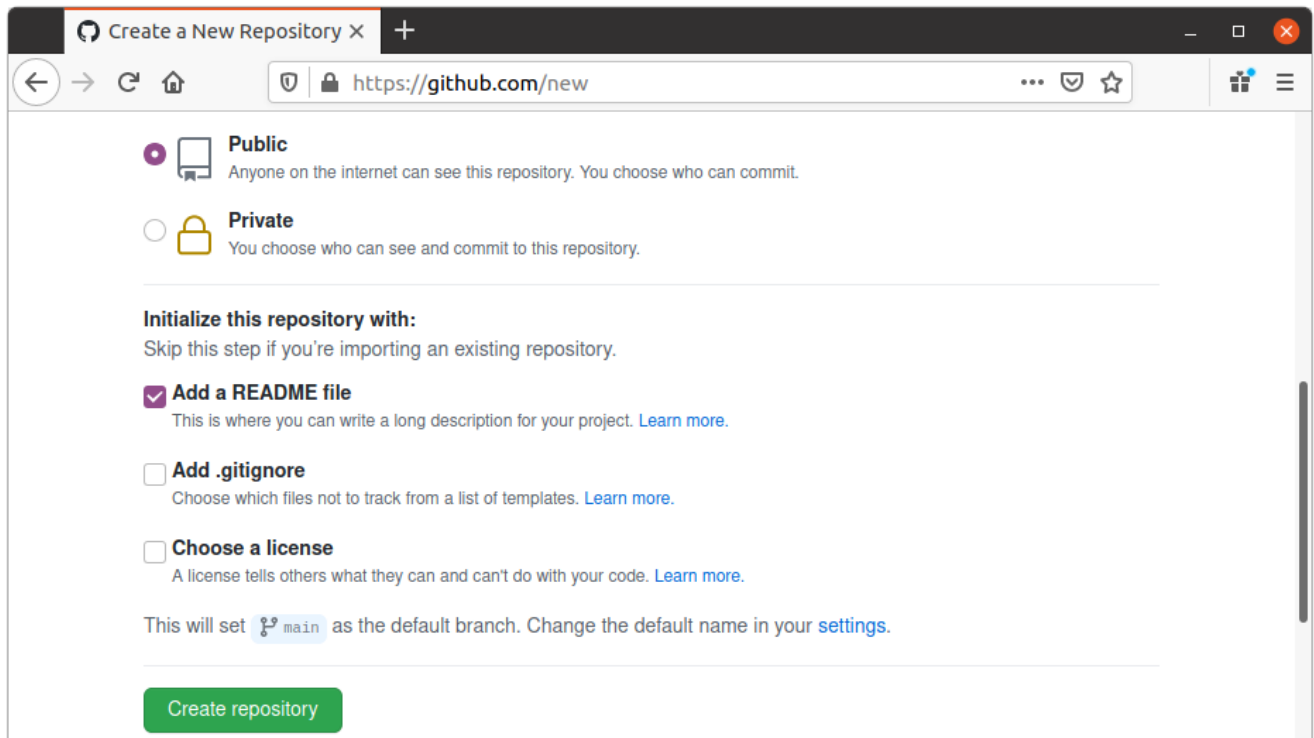 Create a New Repository
https://github.com/new
Public
Anyone on the internet can see this repository. You choose who can commit.
Private
You choose who can see and commit to this repository.
Initialize this repository with:
Skip this step if you're importing an existing repository.
Add a README file
This is where you can write a long description for your project. Learn more.
Add .gitignore
Choose which files not to track from a list of templates. Learn more.
Choose a license
A license tells others what they can and can't do with your code. Learn more.
This will set main as the default branch. Change the default name in your settings.
Create repository